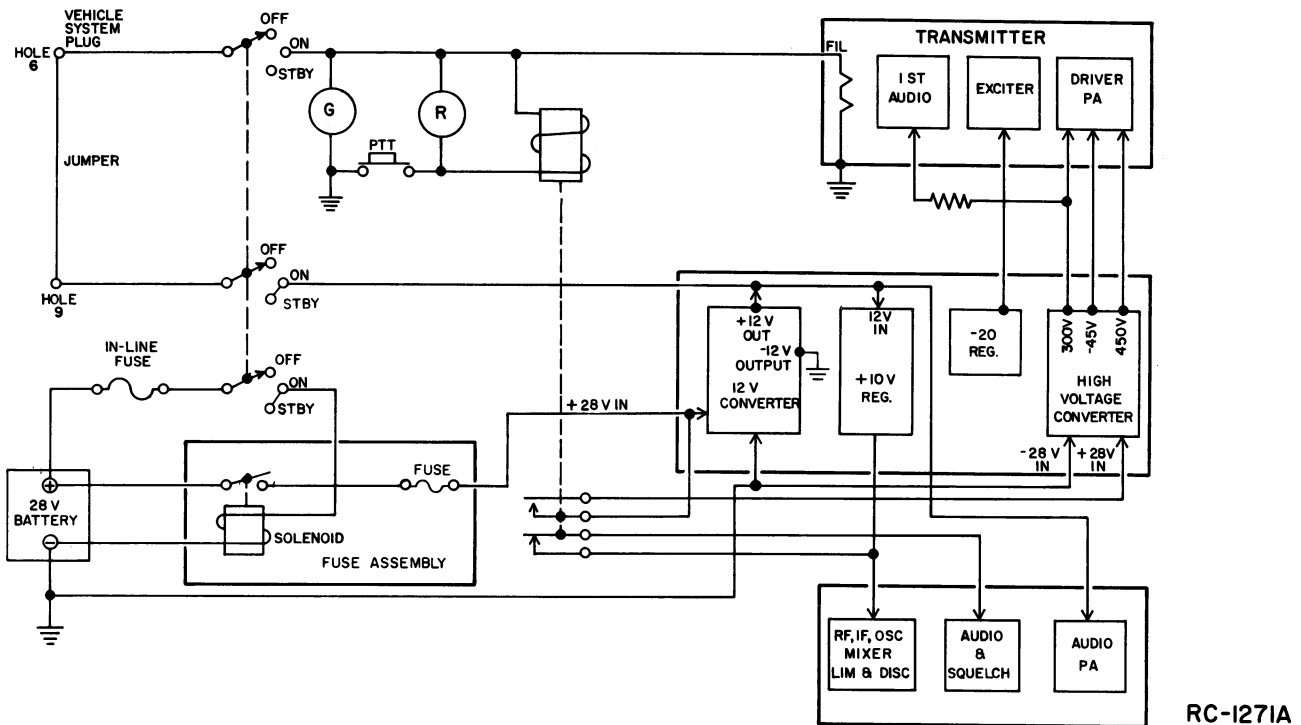 VEHICLE
SYSTEM
PLUG
HOLE
6
OFF
ON
STBY
G
R
PTT
JUMPER
FIL
TRANSMITTER
1 ST
AUDIO
EXCITER
DRIVER
PA
HOLE
9
OFF
ON
STBY
IN-LINE
FUSE
OFF
ON
STBY
+12 V
OUT
-12 V
OUTPUT
12 V
CONVERTER
12V
IN
+10 V
REG.
-20
REG.
300V
-45V
450V
HIGH
VOLTAGE
CONVERTER
+ 28 V IN
-28 V
IN
+28V
IN
28 V
BATTERY
FUSE
SOLENOID
FUSE ASSEMBLY
RF, IF, OSC
MIXER
LIM & DISC
AUDIO
&
SQUELCH
AUDIO
PA
RC-1271A